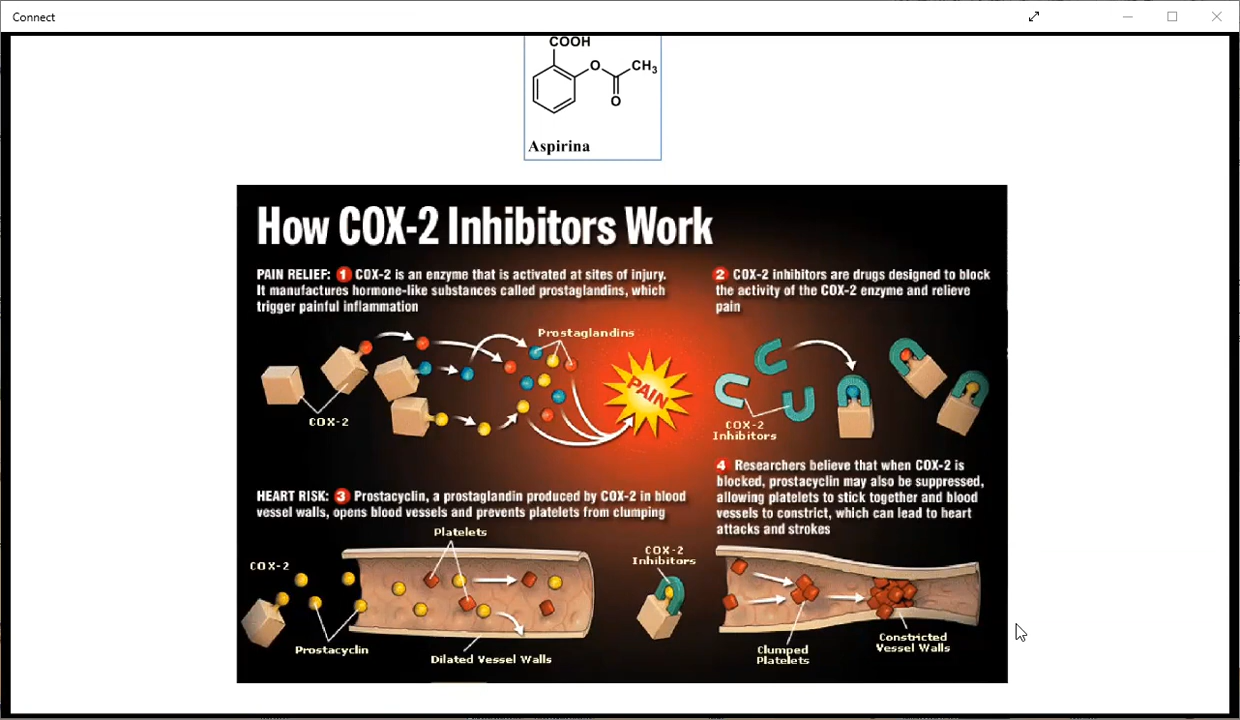 Connect
COOH
O
CH3
O
Aspirina
How COX-2 Inhibitors Work
PAIN RELIEF: 1 COX-2 is an enzyme that is activated at sites of injury.
It manufactures hormone-like substances called prostaglandins, which
trigger painful inflammation
2 COX-2 inhibitors are drugs designed to block
the activity of the COX-2 enzyme and relieve
pain
Prostaglandins
PAIN
COX-2
COX-2
Inhibitors
HEART RISK: 3 Prostacyclin, a prostaglandin produced by COX-2 in blood
vessel walls, opens blood vessels and prevents platelets from clumping
4 Researchers believe that when COX-2 is
blocked, prostacyclin may also be suppressed,
allowing platelets to stick together and blood
vessels to constrict, which can lead to heart
attacks and strokes
Platelets
COX-2
Prostacyclin
Dilated Vessel Walls
COX-2
Inhibitors
Clumped
Platelets
Constricted
Vessel Walls